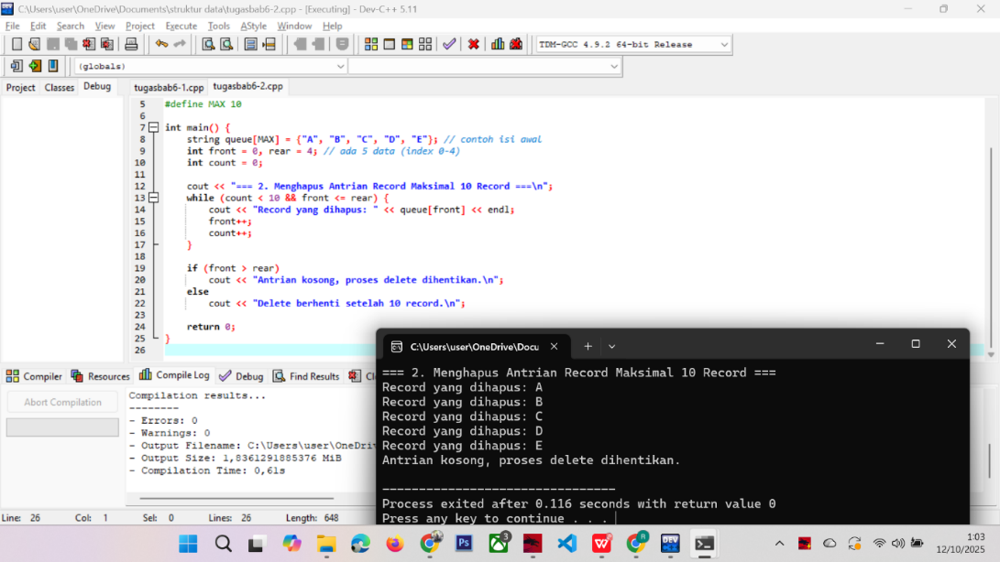 C:\Users\user\OneDrive\Documents\struktur data\tugasbab6-2.cpp - [Executing] - Dev-C++ 5.11
File Edit Search View Project Execute Tools AStyle Window Help
TDM-GCC 4.9.2 64-bit Release
(globals)
Project Classes Debug tugasbab6-1.cpp tugasbab6-2.cpp
5 #define MAX 10
6
7 int main() {
8 string queue[MAX] = {"A", "B", "C", "D", "E"}; // contoh isi awal
9 int front = 0, rear = 4; // ada 5 data (index 0-4)
10 int count = 0;
11
12 cout << "=== 2. Menghapus Antrian Record Maksimal 10 Record ===\n";
13 while (count < 10 && front <= rear) {
14 cout << "Record yang dihapus: " << queue[front] << endl;
15 front++;
16 count++;
17 }
18
19 if (front > rear)
20 cout << "Antrian kosong, proses delete dihentikan.\n";
21 else
22 cout << "Delete berhenti setelah 10 record.\n";
23
24 return 0;
25 }
26
Compiler Resources Compile Log Debug Find Results Cl
Abort Compilation
Compilation results...
--------
- Errors: 0
- Warnings: 0
- Output Filename: C:\Users\user\OneDri
- Output Size: 1,8361291885376 MiB
- Compilation Time: 0,61s
C:\Users\user\OneDrive\Docu
=== 2. Menghapus Antrian Record Maksimal 10 Record ===
Record yang dihapus: A
Record yang dihapus: B
Record yang dihapus: C
Record yang dihapus: D
Record yang dihapus: E
Antrian kosong, proses delete dihentikan.
--------------------------------
Process exited after 0.116 seconds with return value 0
Press any key to continue . . .
Line: 26 Col: 1 Sel: 0 Lines: 26 Length: 648
1:03
12/10/2025